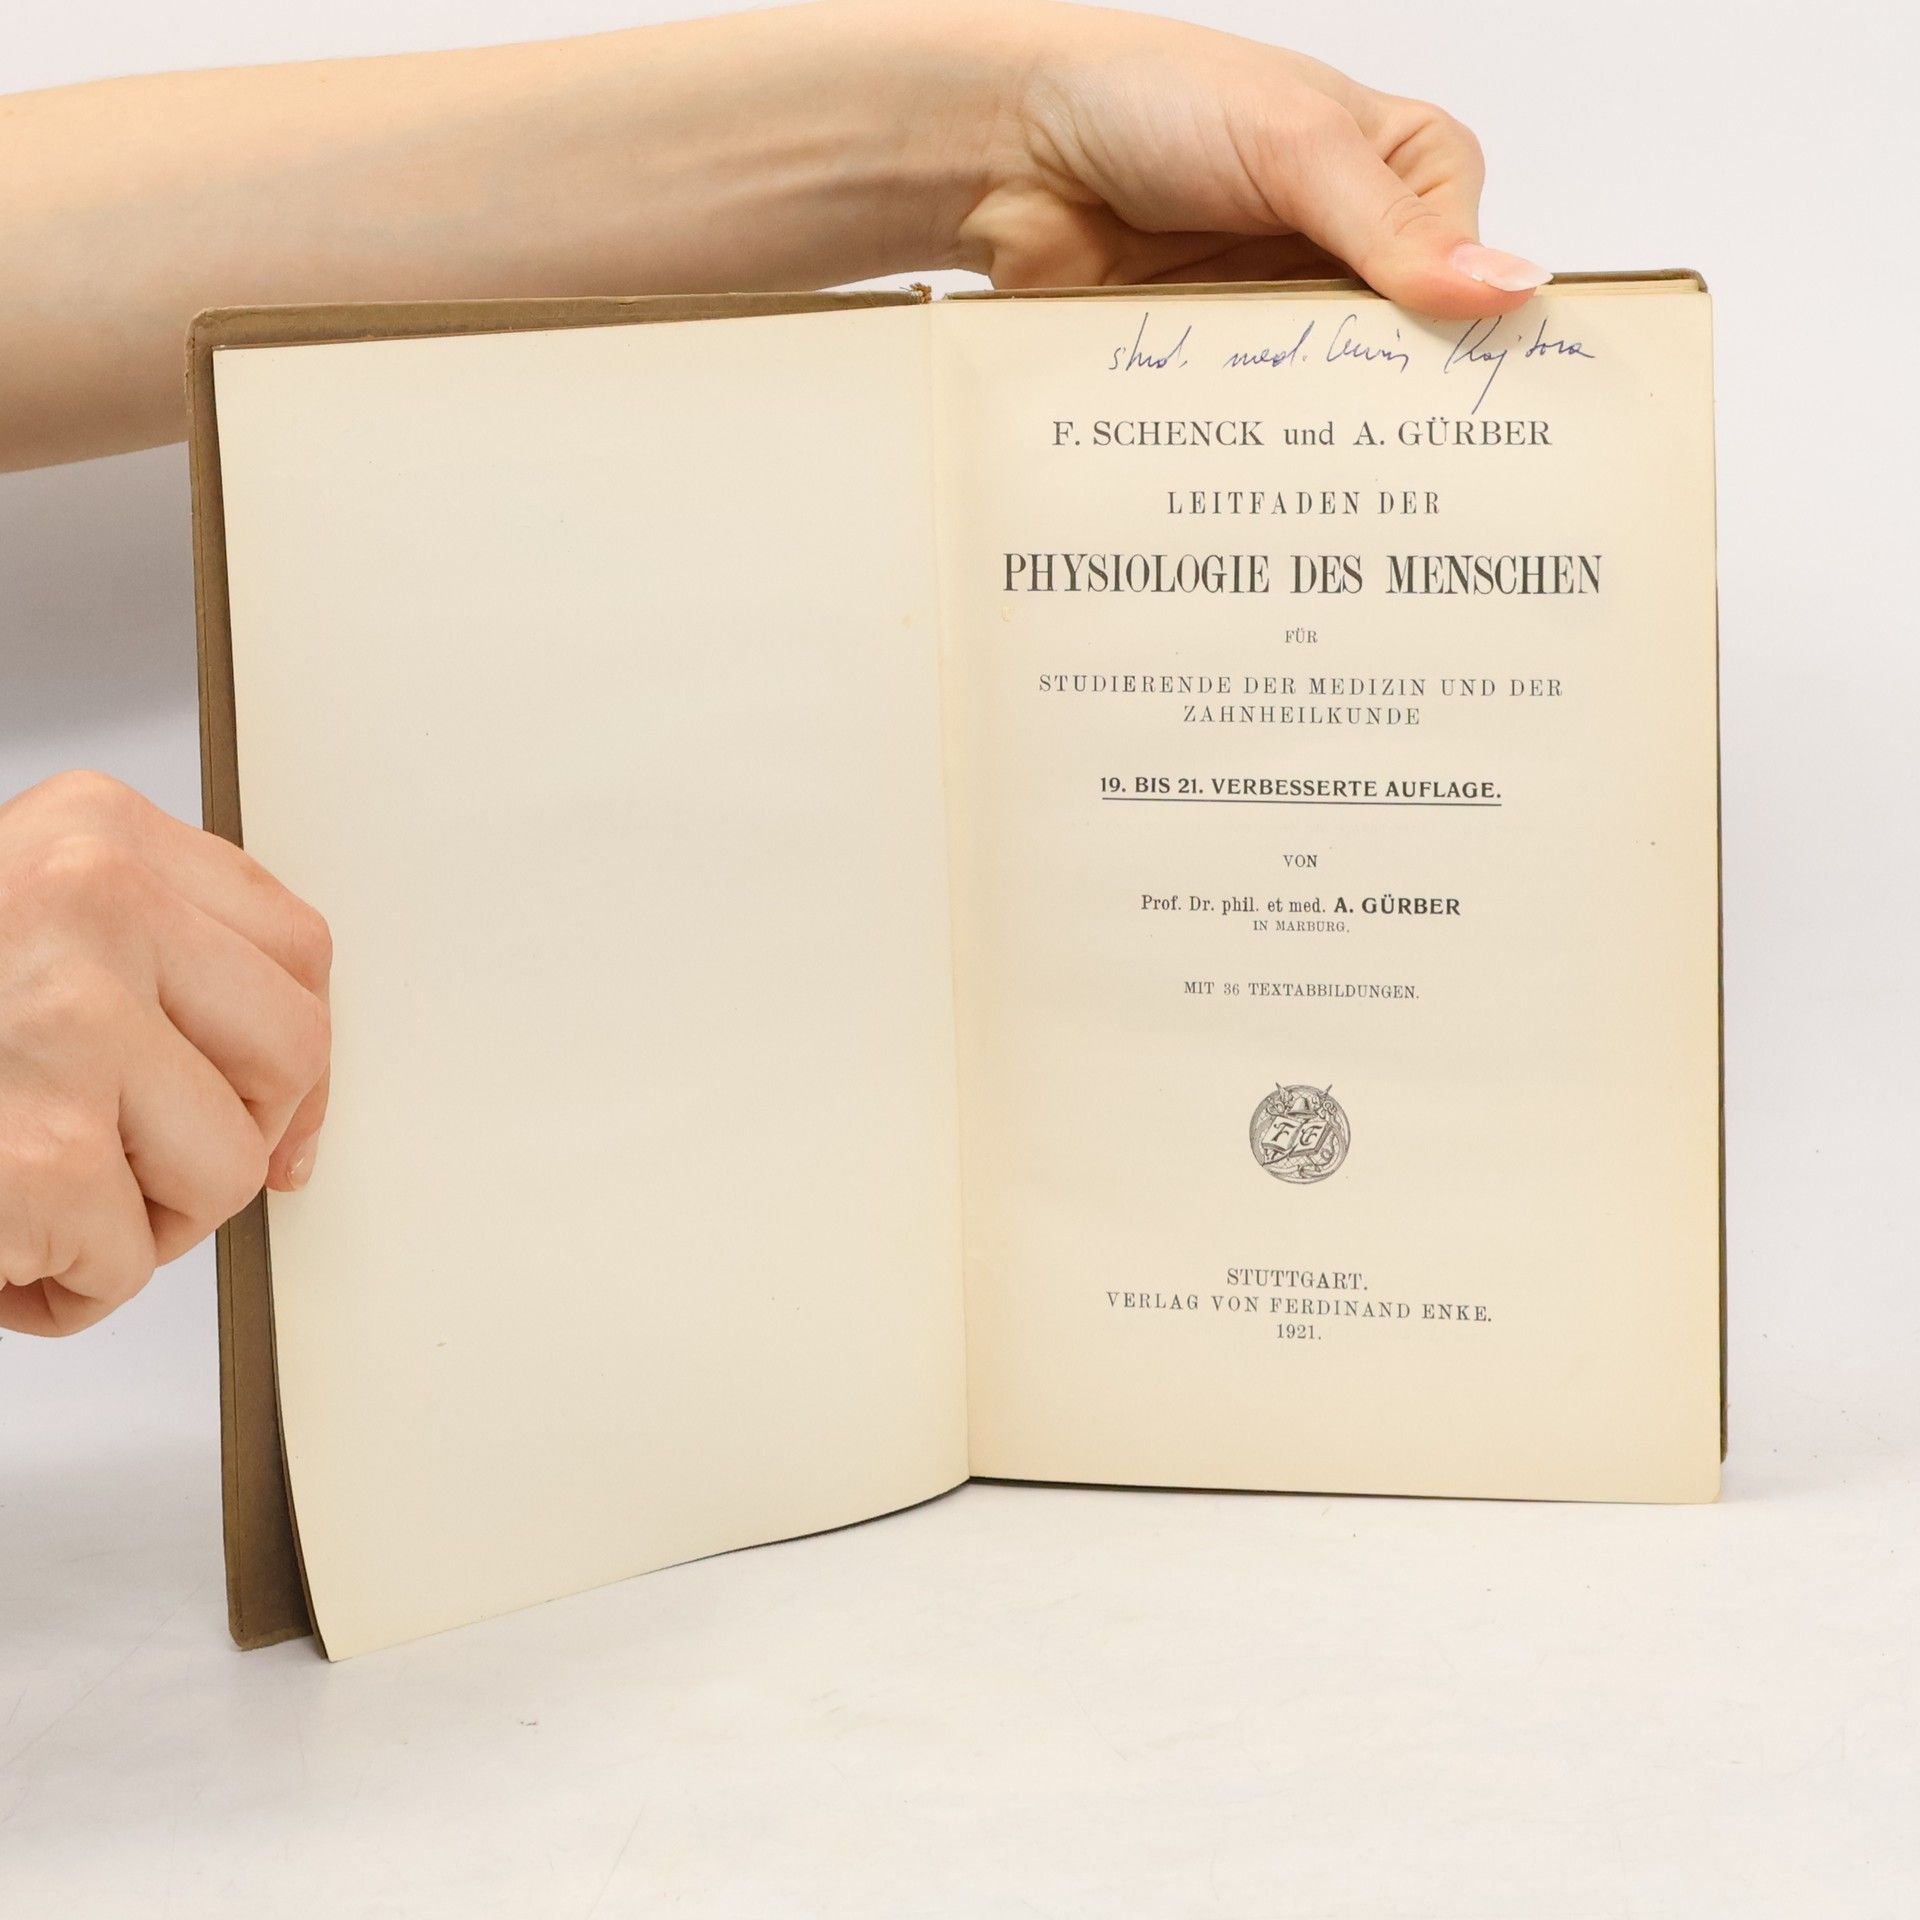 stud. med.
F. SCHENCK und A. GÜRBER
LEITFADEN DER
PHYSIOLOGIE DES MENSCHEN
FÜR
STUDIERENDE DER MEDIZIN UND DER
ZAHNHEILKUNDE
19. BIS 21. VERBESSERTE AUFLAGE.
VON
Prof. Dr. phil. et med. A. GÜRBER
IN MARBURG.
MIT 36 TEXTABBILDUNGEN.
F E
STUTTGART.
VERLAG VON FERDINAND ENKE.
1921.